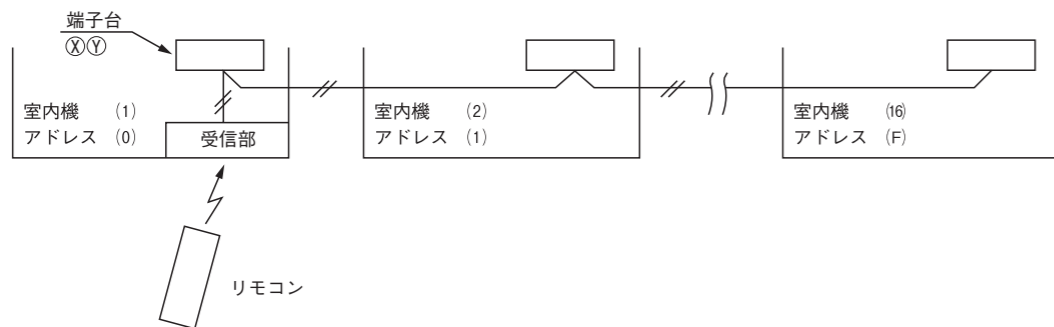 端子台
ⓍⓎ
室内機 (1)
アドレス (0)
受信部
室内機 (2)
アドレス (1)
室内機 (16)
アドレス (F)
リモコン